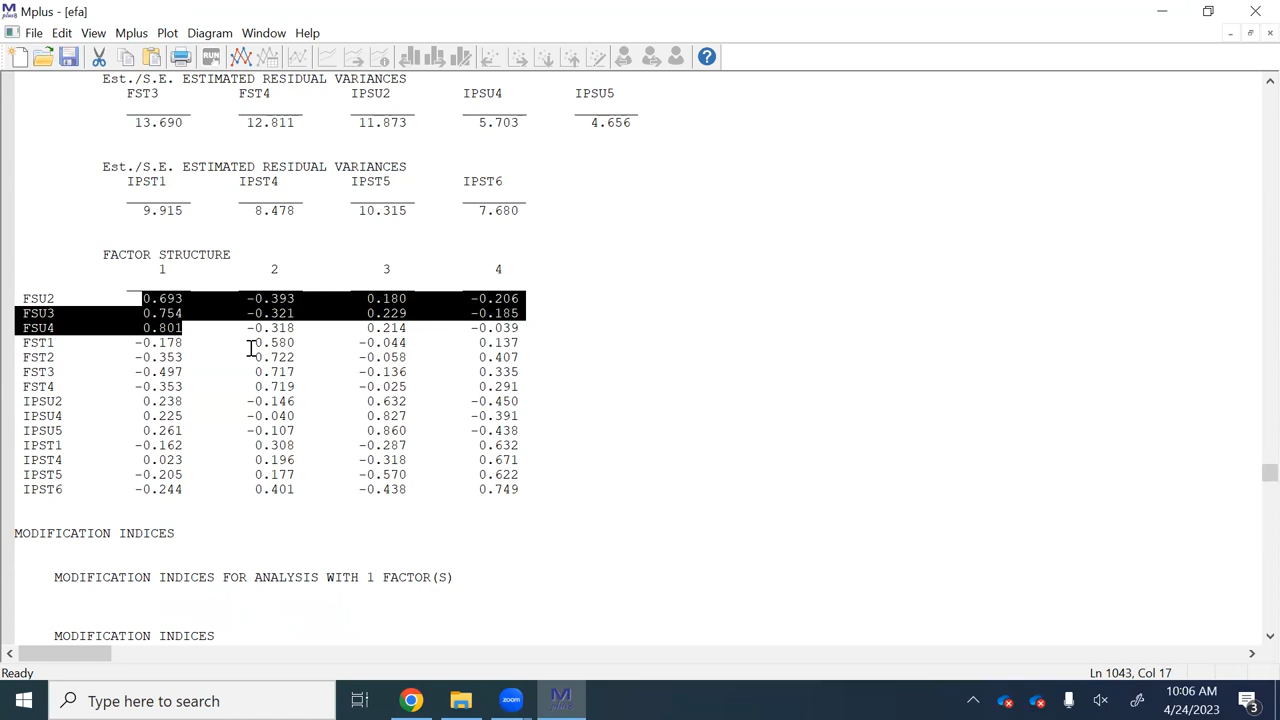 Mplus - [efa]
File Edit View Mplus Plot Diagram Window Help
RUN
Est./S.E. ESTIMATED RESIDUAL VARIANCES
FST3 FST4 IPSU2 IPSU4 IPSU5
13.690 12.811 11.873 5.703 4.656
Est./S.E. ESTIMATED RESIDUAL VARIANCES
IPST1 IPST4 IPST5 IPST6
9.915 8.478 10.315 7.680
FACTOR STRUCTURE
1 2 3 4
FSU2 0.693 -0.393 0.180 -0.206
FSU3 0.754 -0.321 0.229 -0.185
FSU4 0.801 -0.318 0.214 -0.039
FST1 -0.178 0.580 -0.044 0.137
FST2 -0.353 0.722 -0.058 0.407
FST3 -0.497 0.717 -0.136 0.335
FST4 -0.353 0.719 -0.025 0.291
IPSU2 0.238 -0.146 0.632 -0.450
IPSU4 0.225 -0.040 0.827 -0.391
IPSU5 0.261 -0.107 0.860 -0.438
IPST1 -0.162 0.308 -0.287 0.632
IPST4 0.023 0.196 -0.318 0.671
IPST5 -0.205 0.177 -0.570 0.622
IPST6 -0.244 0.401 -0.438 0.749
MODIFICATION INDICES
MODIFICATION INDICES FOR ANALYSIS WITH 1 FACTOR(S)
MODIFICATION INDICES
Ready Ln 1043, Col 17
Type here to search
zoom
10:06 AM
4/24/2023
3